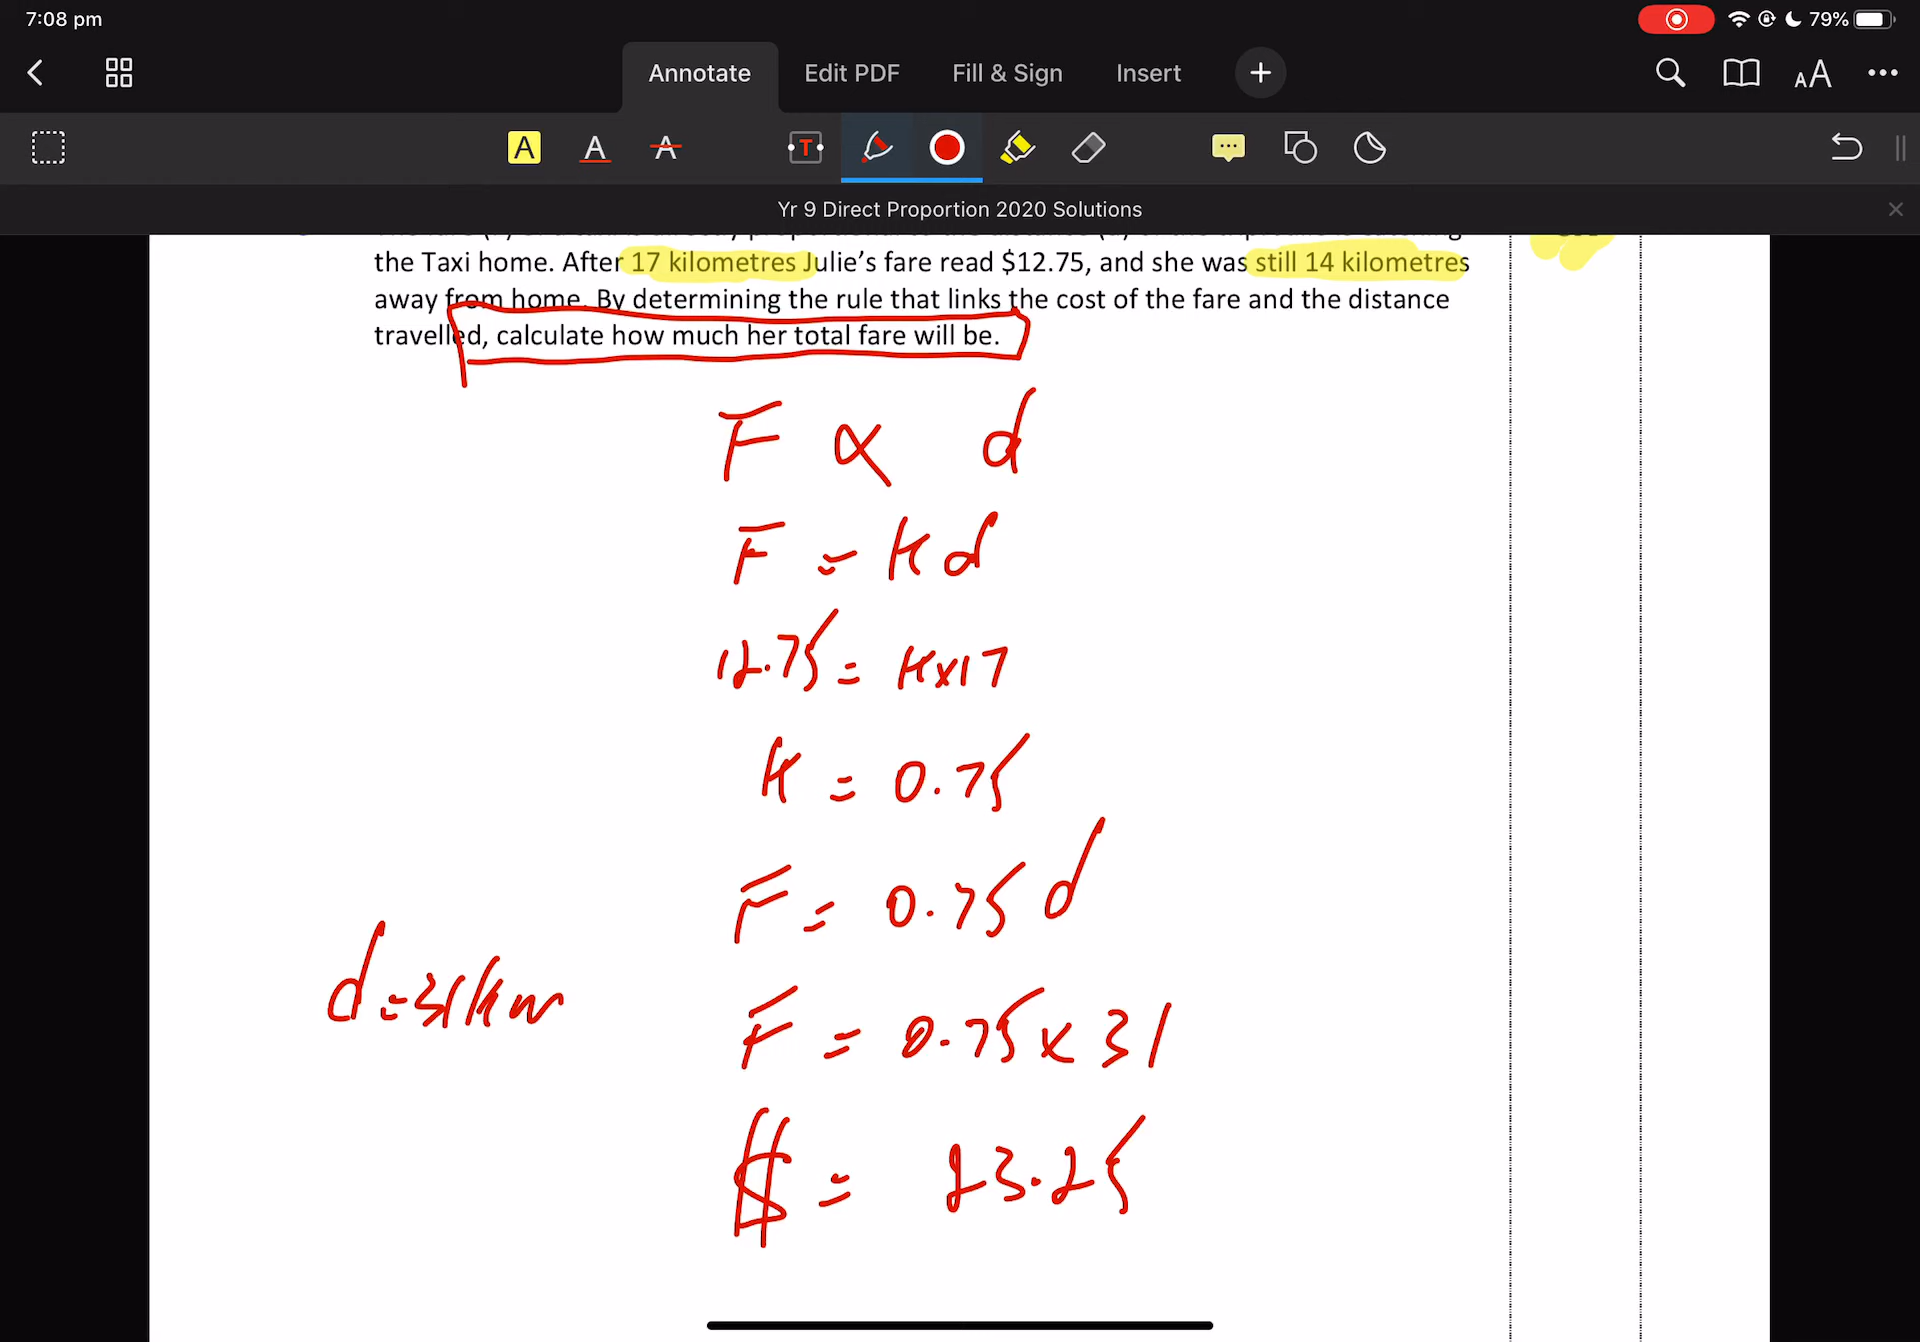 7:08 pm
79%
Annotate
Edit PDF
Fill & Sign
Insert
A A A T
AA
Yr 9 Direct Proportion 2020 Solutions
the Taxi home. After 17 kilometres Julie's fare read $12.75, and she was still 14 kilometres
away from home. By determining the rule that links the cost of the fare and the distance
travelled, calculate how much her total fare will be.
F ∝ d
F = kd
12.75 = k×17
k = 0.75
F = 0.75 d
d=31km
F = 0.75 × 31
$ = 23.25